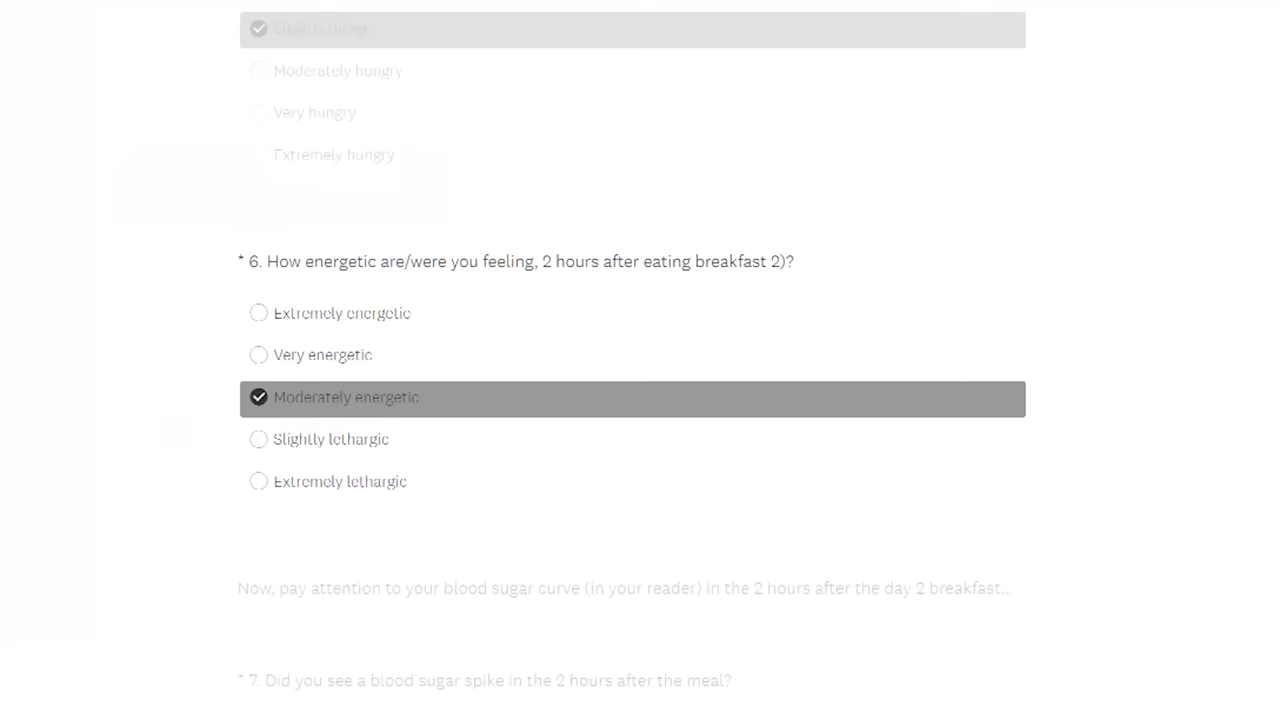 Moderately hungry
Very hungry
Extremely hungry
* 6. How energetic are/were you feeling, 2 hours after eating breakfast 2)?
Extremely energetic
Very energetic
Moderately energetic
Slightly lethargic
Extremely lethargic
Now, pay attention to your blood sugar curve (in your reader) in the 2 hours after the day 2 breakfast...
* 7. Did you see a blood sugar spike in the 2 hours after the meal?